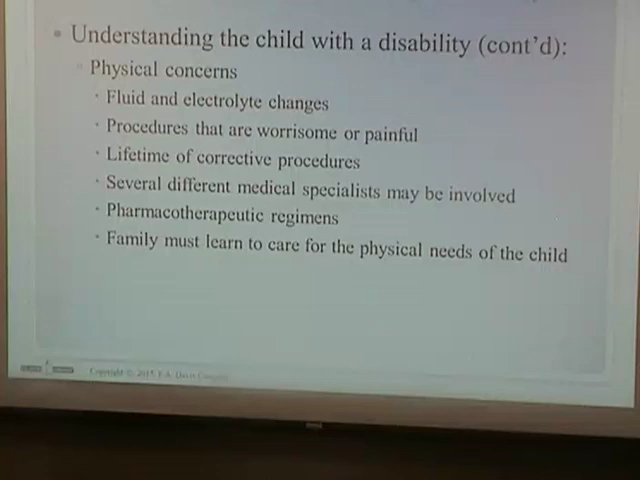 Understanding the child with a disability (cont'd):
Physical concerns
Fluid and electrolyte changes
Procedures that are worrisome or painful
Lifetime of corrective procedures
Several different medical specialists may be involved
Pharmacotherapeutic regimens
Family must learn to care for the physical needs of the child
Copyright © 2015 F.A. Davis Company